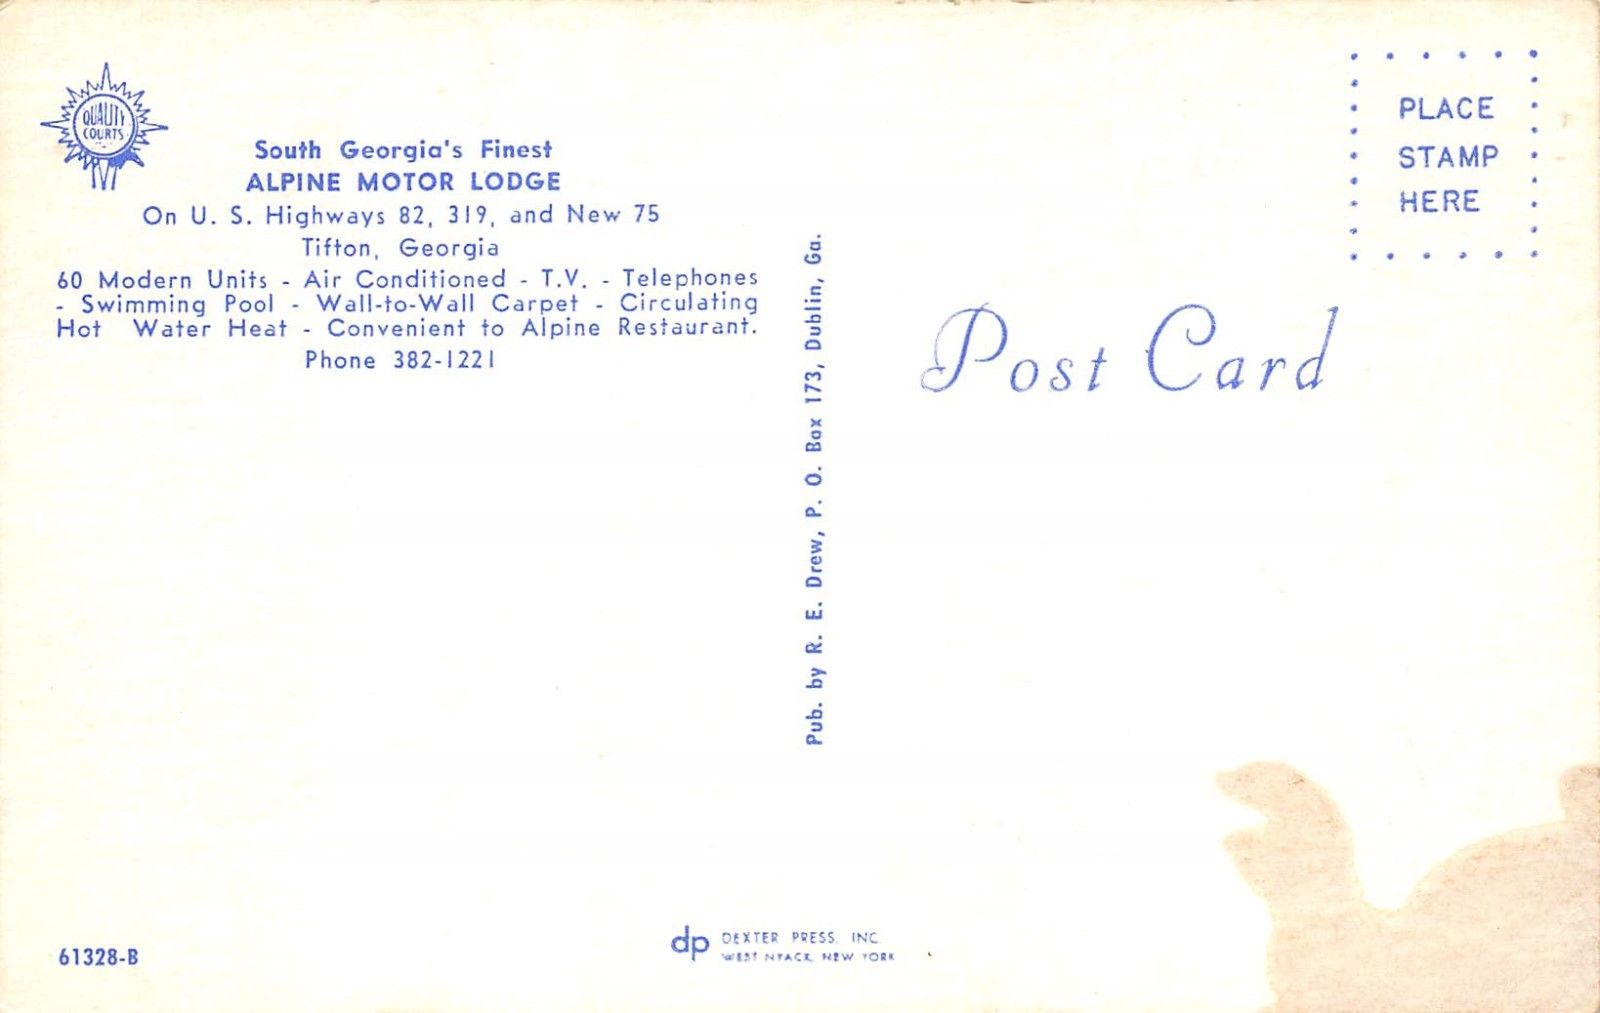 QUALITY
COURTS
South Georgia's Finest
ALPINE MOTOR LODGE
On U. S. Highways 82, 319, and New 75
Tifton, Georgia
60 Modern Units - Air Conditioned - T.V. - Telephones
- Swimming Pool - Wall-to-Wall Carpet - Circulating
Hot Water Heat - Convenient to Alpine Restaurant.
Phone 382-1221
61328-B
Pub. by R. E. Drew, P. O. Box 173, Dublin, Ga.
dp DEXTER PRESS, INC.
WEST NYACK, NEW YORK
PLACE
STAMP
HERE
Post Card